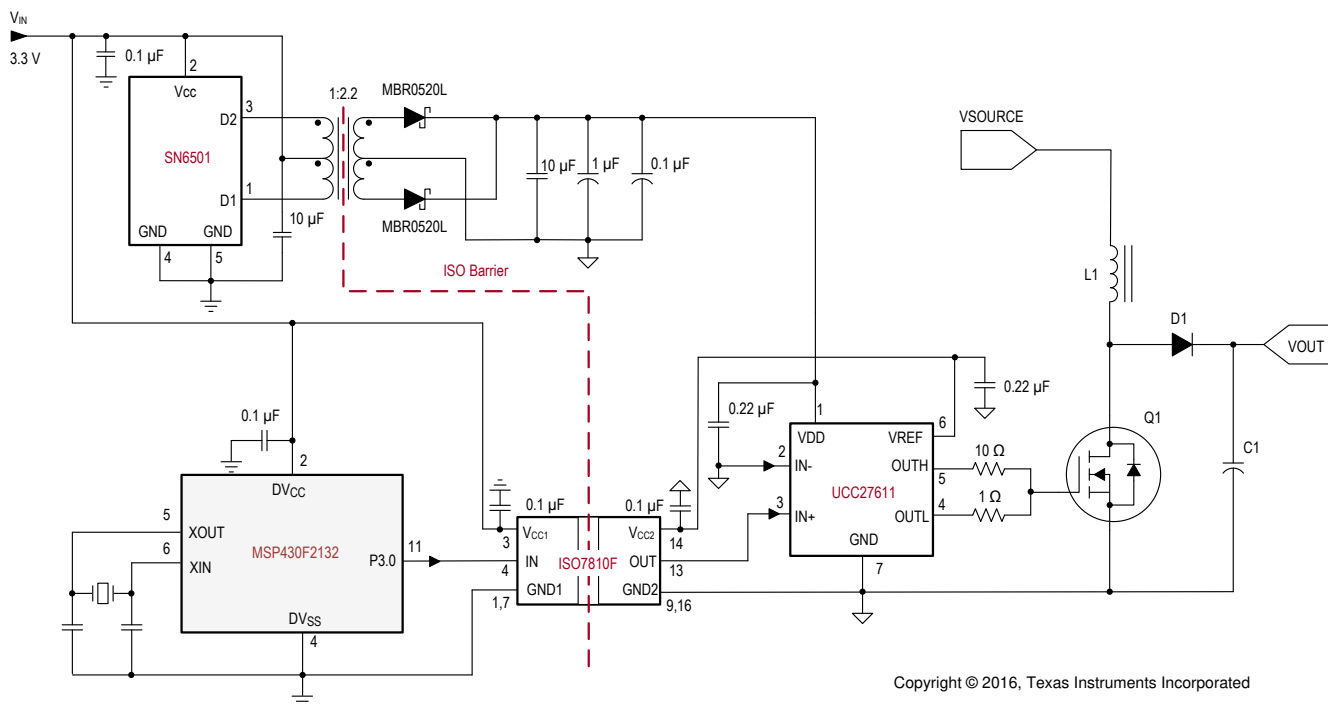 VIN
3.3 V
0.1 µF
2
Vcc
3
D2
SN6501
1
D1
GND
GND
4
5
10 µF
1:2.2
MBR0520L
MBR0520L
10 µF
1 µF
0.1 µF
ISO Barrier
VSOURCE
L1
D1
VOUT
Q1
C1
0.1 µF
2
DVCC
5
XOUT
6
XIN
MSP430F2132
P3.0
11
DVSS
4
0.1 µF
0.1 µF
VCC1
3
IN
4
GND1
1,7
ISO7810F
VCC2
14
OUT
13
GND2
9,16
0.22 µF
0.22 µF
1
VDD
VREF
6
2
IN-
OUTH
5
10 Ω
UCC27611
3
IN+
OUTL
4
1 Ω
GND
7
Copyright © 2016, Texas Instruments Incorporated